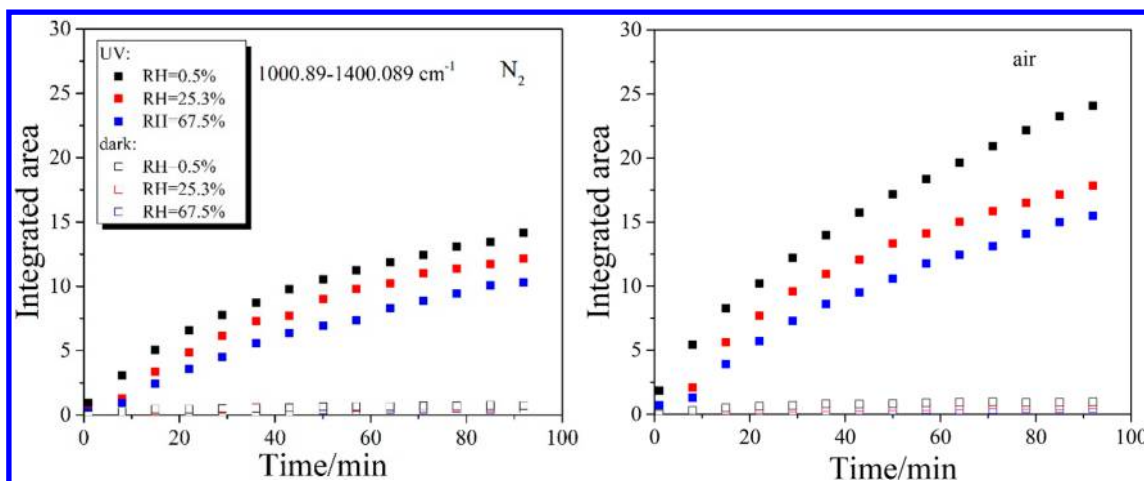 30
25
20
15
10
5
0
Integrated area
UV:
RH=0.5%
RH=25.3%
RH=67.5%
dark:
RH=0.5%
RH=25.3%
RH=67.5%
1000.89-1400.089 cm⁻¹
N₂
0 20 40 60 80 100
Time/min
30
25
20
15
10
5
0
Integrated area
air
0 20 40 60 80 100
Time/min